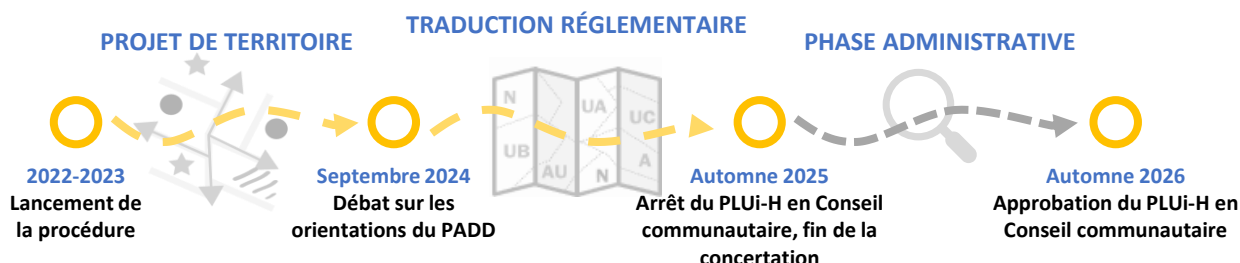 TRADUCTION RÉGLEMENTAIRE
PROJET DE TERRITOIRE
PHASE ADMINISTRATIVE
N
UA
UC
UB
AU
N
A
2022-2023
Lancement de
la procédure
Septembre 2024
Débat sur les
orientations du PADD
Automne 2025
Arrêt du PLUi-H en Conseil
communautaire, fin de la
concertation
Automne 2026
Approbation du PLUi-H en
Conseil communautaire